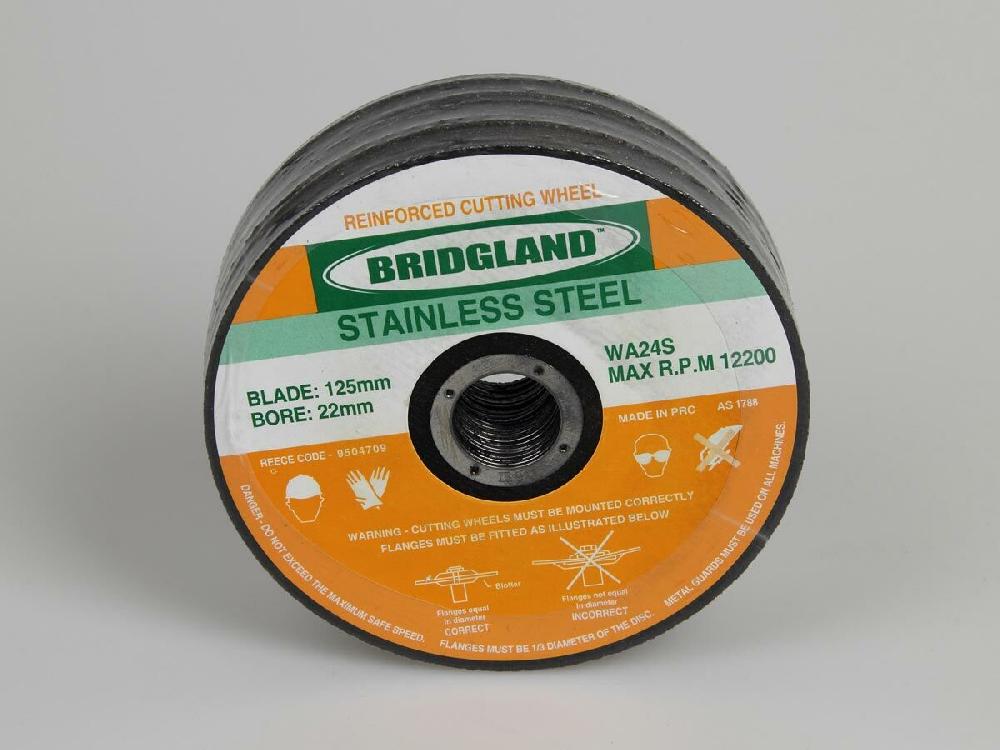 REINFORCED CUTTING WHEEL
BRIDGLAND™
STAINLESS STEEL
BLADE: 125mm
BORE: 22mm
WA24S
MAX R.P.M 12200
REECE CODE - 9504709
MADE IN PRC AS 1788
WARNING - CUTTING WHEELS MUST BE MOUNTED CORRECTLY
FLANGES MUST BE FITTED AS ILLUSTRATED BELOW
Blotter
Flanges equal
in diameter
CORRECT
Flanges not equal
in diameter
INCORRECT
DANGER - DO NOT EXCEED THE MAXIMUM SAFE SPEED.
FLANGES MUST BE 1/3 DIAMETER OF THE DISC.
METAL GUARDS MUST BE USED ON ALL MACHINES.